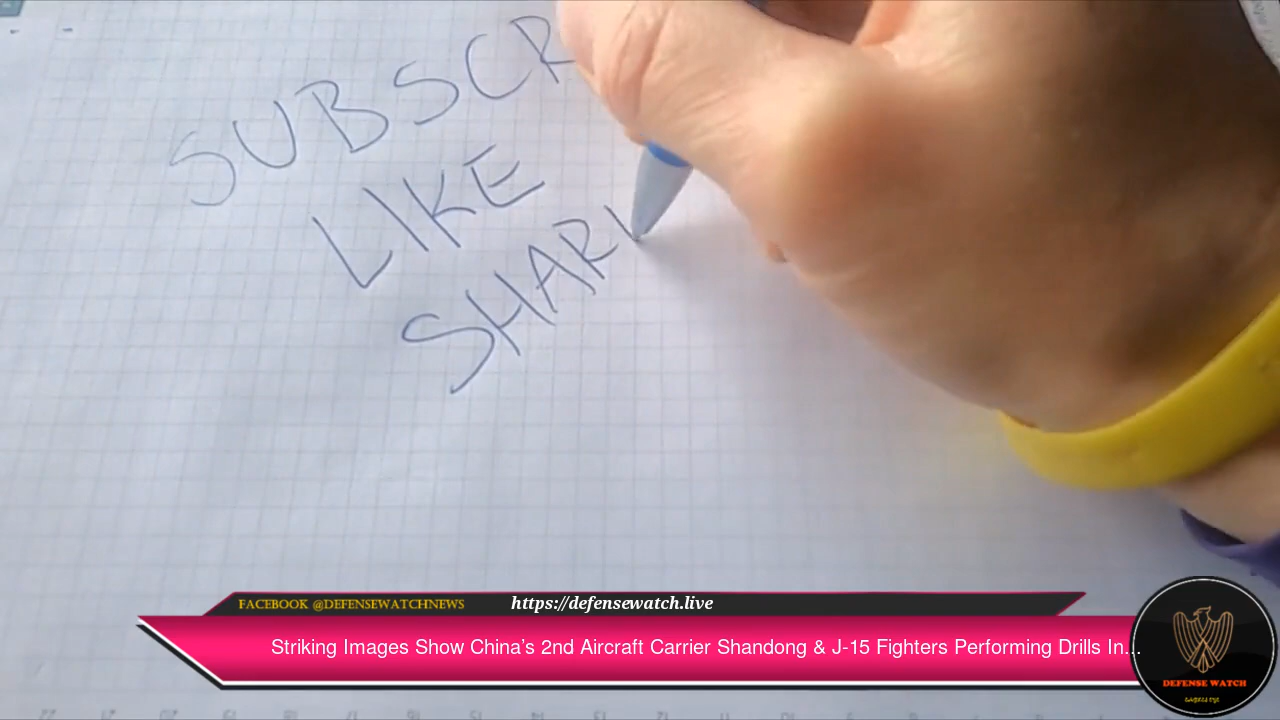 SUBSCR
LIKE
SHAR
FACEBOOK @DEFENSEWATCHNEWS
https://defensewatch.live
Striking Images Show China’s 2nd Aircraft Carrier Shandong & J-15 Fighters Performing Drills In...
DEFENSE WATCH